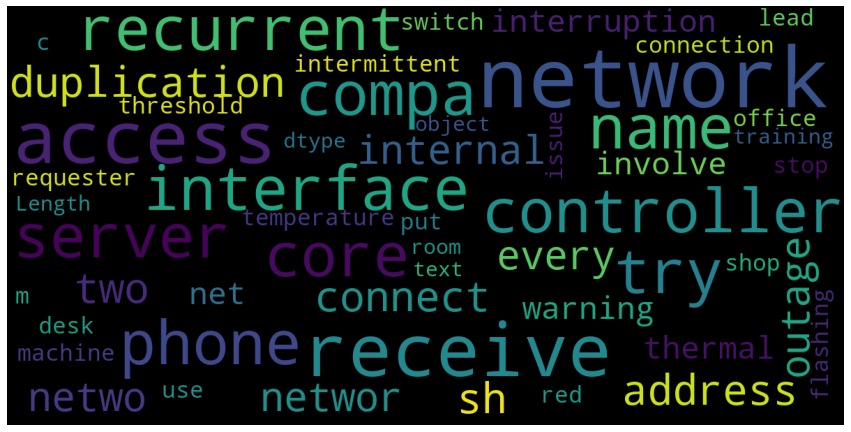 recurrent
switch
interruption
lead
c
connection
duplication
intermittent
compa
network
threshold
access
dtype
object
internal
issue
name
office
training
requester
interface
involve
stop
Length
temperature
put
controller
server
core
room
text
every
try
shop
outage
two
net
connect
warning
m
desk
phone
receive
thermal
flashing
machine
netwo
use
networ
sh
red
address